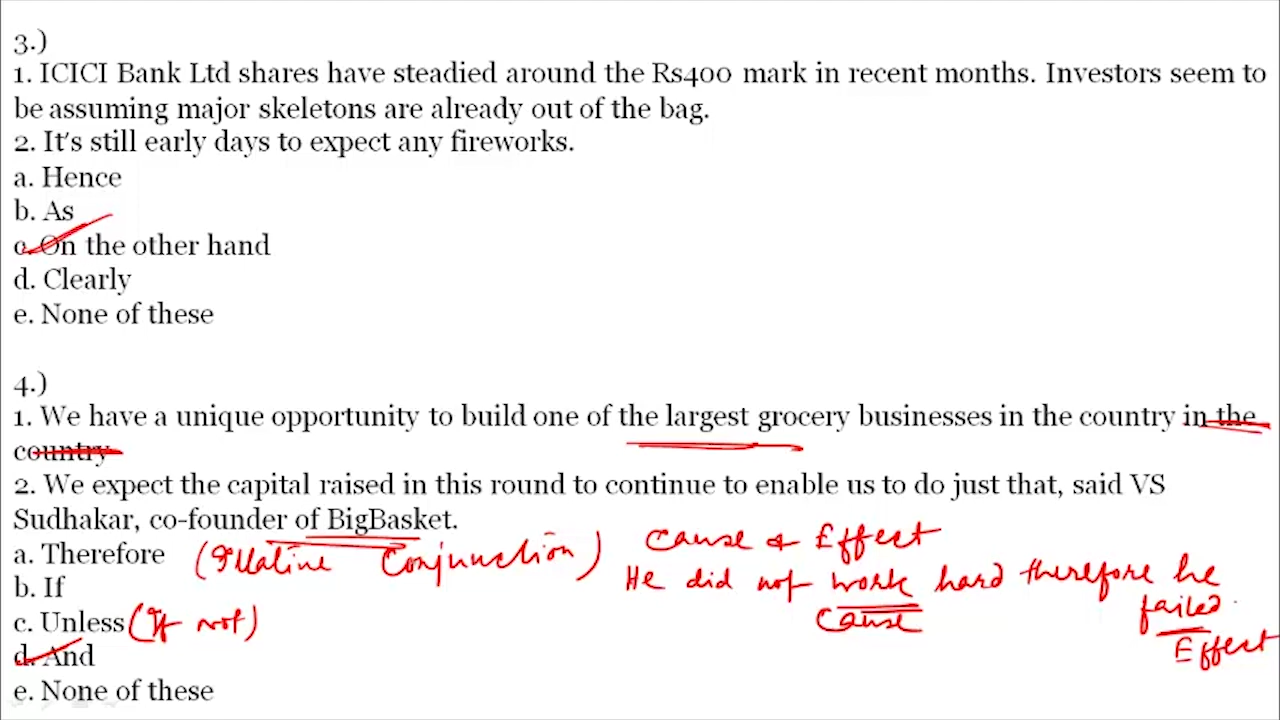 3.)
1. ICICI Bank Ltd shares have steadied around the Rs400 mark in recent months. Investors seem to
be assuming major skeletons are already out of the bag.
2. It's still early days to expect any fireworks.
a. Hence
b. As
c. On the other hand
d. Clearly
e. None of these
4.)
1. We have a unique opportunity to build one of the largest grocery businesses in the country in the
country
2. We expect the capital raised in this round to continue to enable us to do just that, said VS
Sudhakar, co-founder of BigBasket.
a. Therefore (Illative Conjunction) Cause & Effect
b. If He did not work hard therefore he
failed
c. Unless (If not) Cause
Effect
d. And
e. None of these